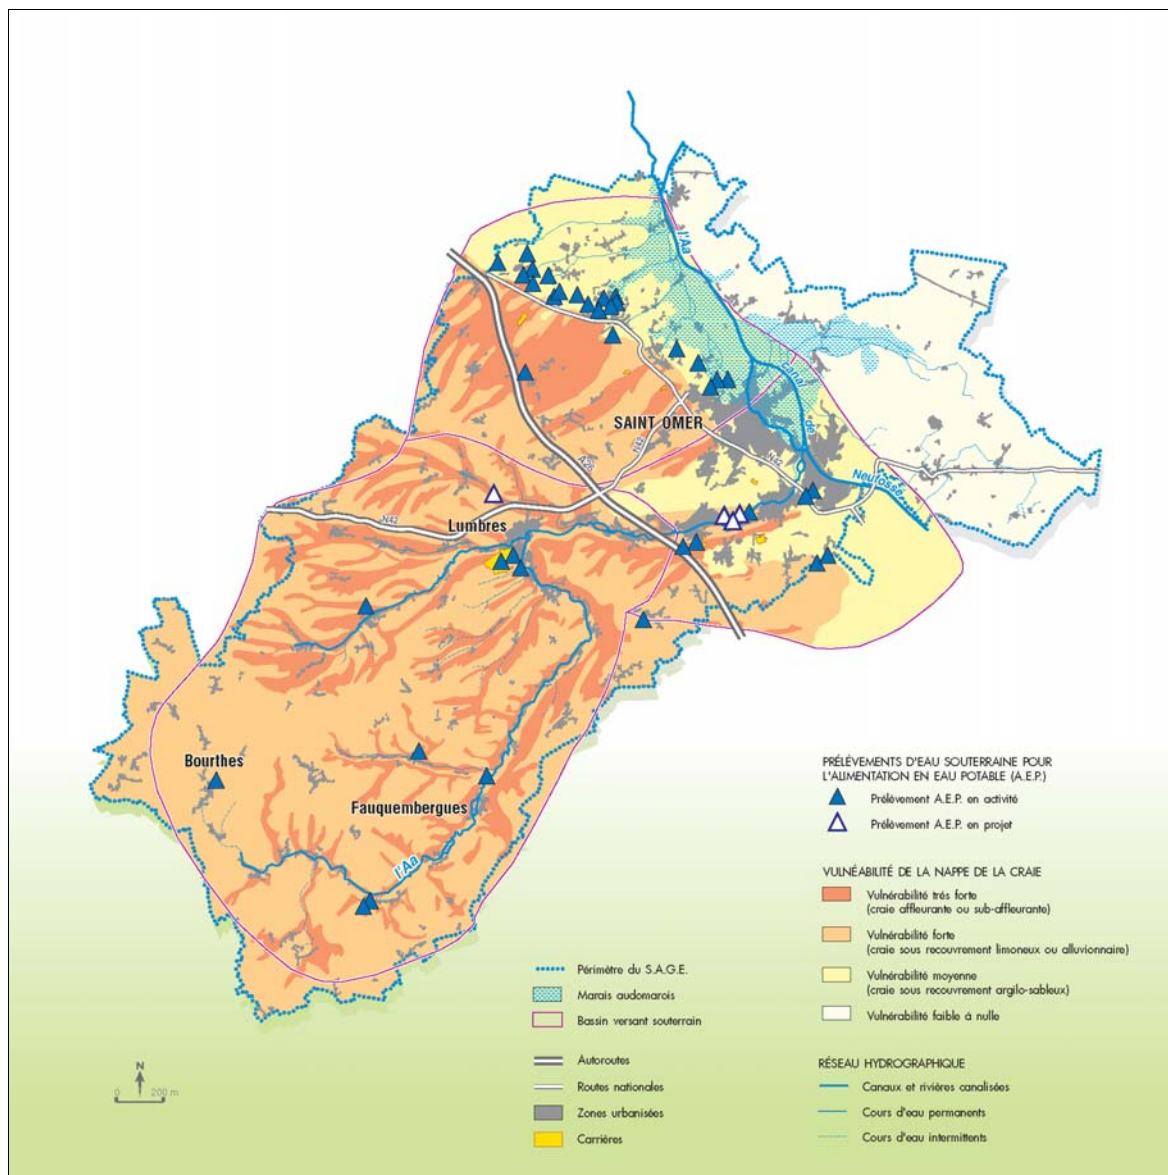 l'Aa
canal
de
Neufossé
SAINT OMER
N42
N42
A26
Lumbres
N42
Bourthes
Fauquembergues
l'Aa
PRÉLÈVEMENTS D'EAU SOUTERRAINE POUR
L'ALIMENTATION EN EAU POTABLE (A.E.P.)
Prélèvement A.E.P. en activité
Prélèvement A.E.P. en projet
VULNÉABILITÉ DE LA NAPPE DE LA CRAIE
Vulnérabilité trés forte
(craie affleurante ou sub-affleurante)
Vulnérabilité forte
(craie sous recouvrement limoneux ou alluvionnaire)
Vulnérabilité moyenne
(craie sous recouvrement argilo-sableux)
Vulnérabilité faible à nulle
Périmètre du S.A.G.E.
Marais audomarois
Bassin versant souterrain
Autoroutes
Routes nationales
Zones urbanisées
Carrières
RÉSEAU HYDROGRAPHIQUE
Canaux et rivières canalisées
Cours d'eau permanents
Cours d'eau intermittents
N
0 200 m